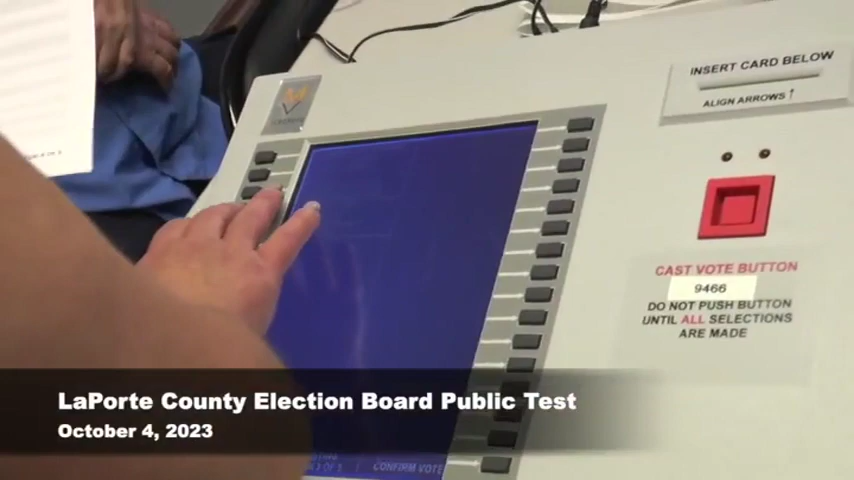 INSERT CARD BELOW
ALIGN ARROWS↑
CAST VOTE BUTTON
9466
DO NOT PUSH BUTTON
UNTIL ALL SELECTIONS
ARE MADE
LaPorte County Election Board Public Test
October 4, 2023
CONFIRM VOTE